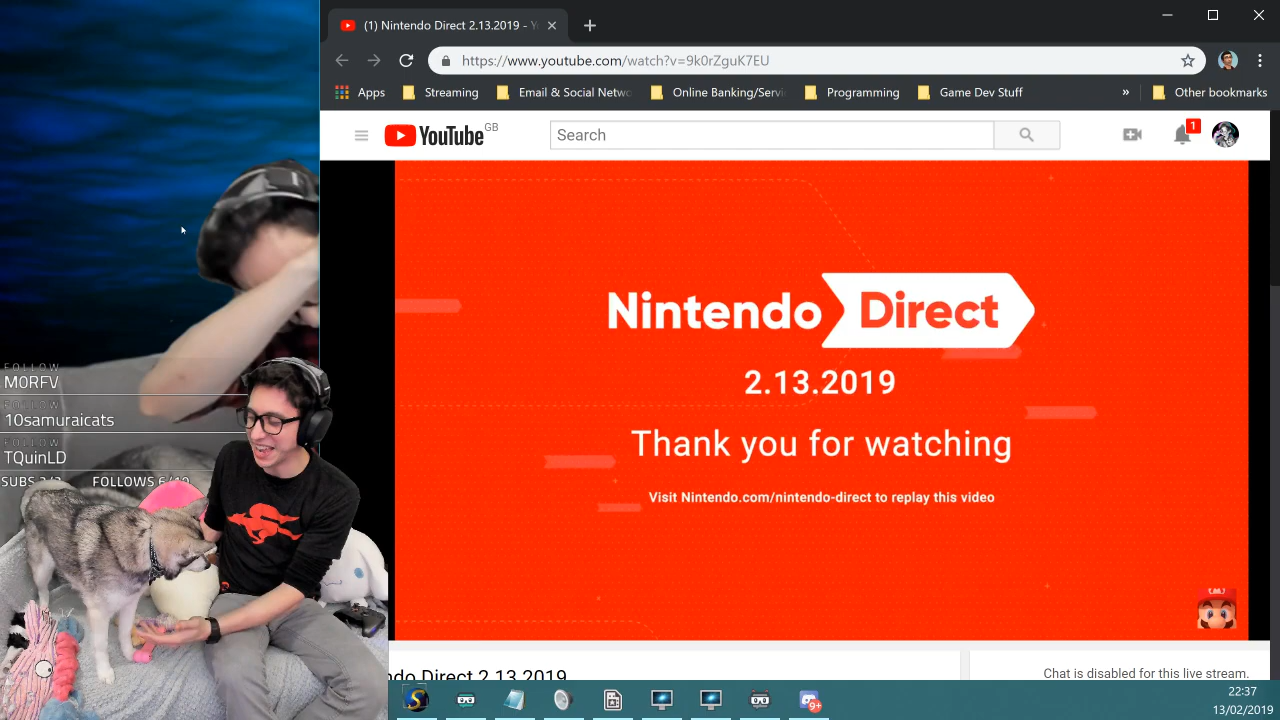 (1) Nintendo Direct 2.13.2019 - Y
https://www.youtube.com/watch?v=9k0rZguK7EU
Apps
Streaming
Email & Social Netwo
Online Banking/Servi
Programming
Game Dev Stuff
»
Other bookmarks
YouTube GB
Search
1
Nintendo Direct
2.13.2019
Thank you for watching
Visit Nintendo.com/nintendo-direct to replay this video
FOLLOW
M0RFV
FOLLOW
10samuraicats
FOLLOW
TQuinLD
SUBS
FOLLOWS
ndo Direct 2.13.2019
Chat is disabled for this live stream.
9+
22:37
13/02/2019